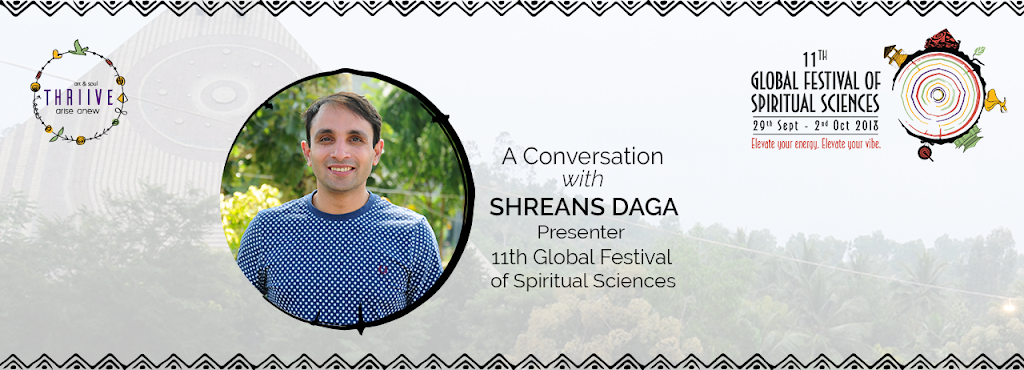 art & soul
THRIIVE
arise anew
11TH
GLOBAL FESTIVAL OF
SPIRITUAL SCIENCES
29th Sept - 2nd Oct 2018
Elevate your energy. Elevate your vibe.
A Conversation
with
SHREANS DAGA
Presenter
11th Global Festival
of Spiritual Sciences